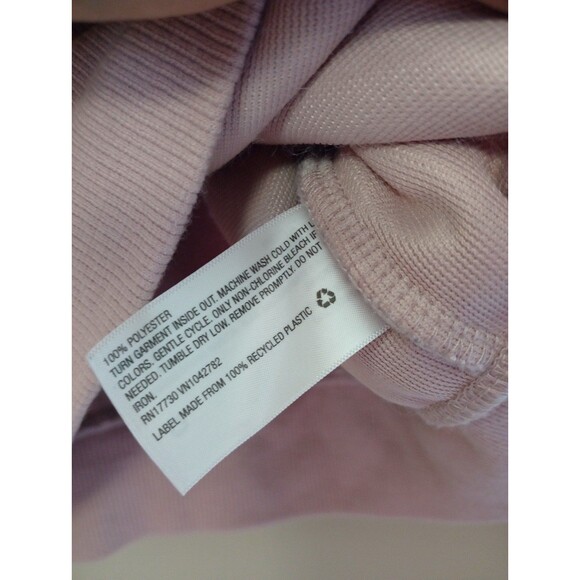 100% POLYESTER
TURN GARMENT INSIDE OUT. MACHINE WASH COLD WITH L
COLORS. GENTLE CYCLE. ONLY NON-CHLORINE BLEACH IF
NEEDED. TUMBLE DRY LOW. REMOVE PROMPTLY. DO NOT
IRON.
RN17730 VN1042782
LABEL MADE FROM 100% RECYCLED PLASTIC